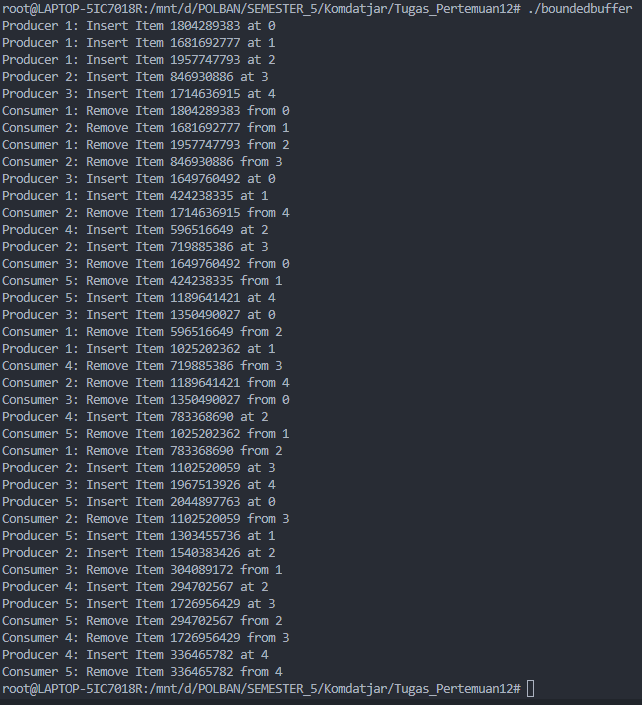 root@LAPTOP-5IC7018R:/mnt/d/POLBAN/SEMESTER_5/Komdatjar/Tugas_Pertemuan12# ./boundedbuffer
Producer 1: Insert Item 1804289383 at 0
Producer 1: Insert Item 1681692777 at 1
Producer 1: Insert Item 1957747793 at 2
Producer 2: Insert Item 846930886 at 3
Producer 3: Insert Item 1714636915 at 4
Consumer 1: Remove Item 1804289383 from 0
Consumer 2: Remove Item 1681692777 from 1
Consumer 1: Remove Item 1957747793 from 2
Consumer 2: Remove Item 846930886 from 3
Producer 3: Insert Item 1649760492 at 0
Producer 1: Insert Item 424238335 at 1
Consumer 2: Remove Item 1714636915 from 4
Producer 4: Insert Item 596516649 at 2
Producer 2: Insert Item 719885386 at 3
Consumer 3: Remove Item 1649760492 from 0
Consumer 5: Remove Item 424238335 from 1
Producer 2: Insert Item 1189641421 at 4
Producer 3: Insert Item 1350490027 at 0
Consumer 1: Remove Item 596516649 from 2
Producer 1: Insert Item 1025202362 at 1
Consumer 4: Remove Item 719885386 from 3
Consumer 2: Remove Item 1189641421 from 4
Consumer 3: Remove Item 1350490027 from 0
Producer 4: Insert Item 783368690 at 2
Consumer 5: Remove Item 1025202362 from 1
Consumer 1: Remove Item 783368690 from 2
Producer 2: Insert Item 1102520059 at 3
Producer 3: Insert Item 1967513926 at 4
Producer 5: Insert Item 2044897763 at 0
Consumer 2: Remove Item 1102520059 from 3
Producer 5: Insert Item 1303455736 at 1
Producer 2: Insert Item 1540383426 at 2
Consumer 3: Remove Item 304089172 from 1
Producer 4: Insert Item 294702567 at 2
Producer 5: Insert Item 1726956429 at 3
Consumer 5: Remove Item 294702567 from 2
Consumer 4: Remove Item 1726956429 from 3
Producer 4: Insert Item 336465782 at 4
Consumer 5: Remove Item 336465782 from 4
root@LAPTOP-5IC7018R:/mnt/d/POLBAN/SEMESTER_5/Komdatjar/Tugas_Pertemuan12#